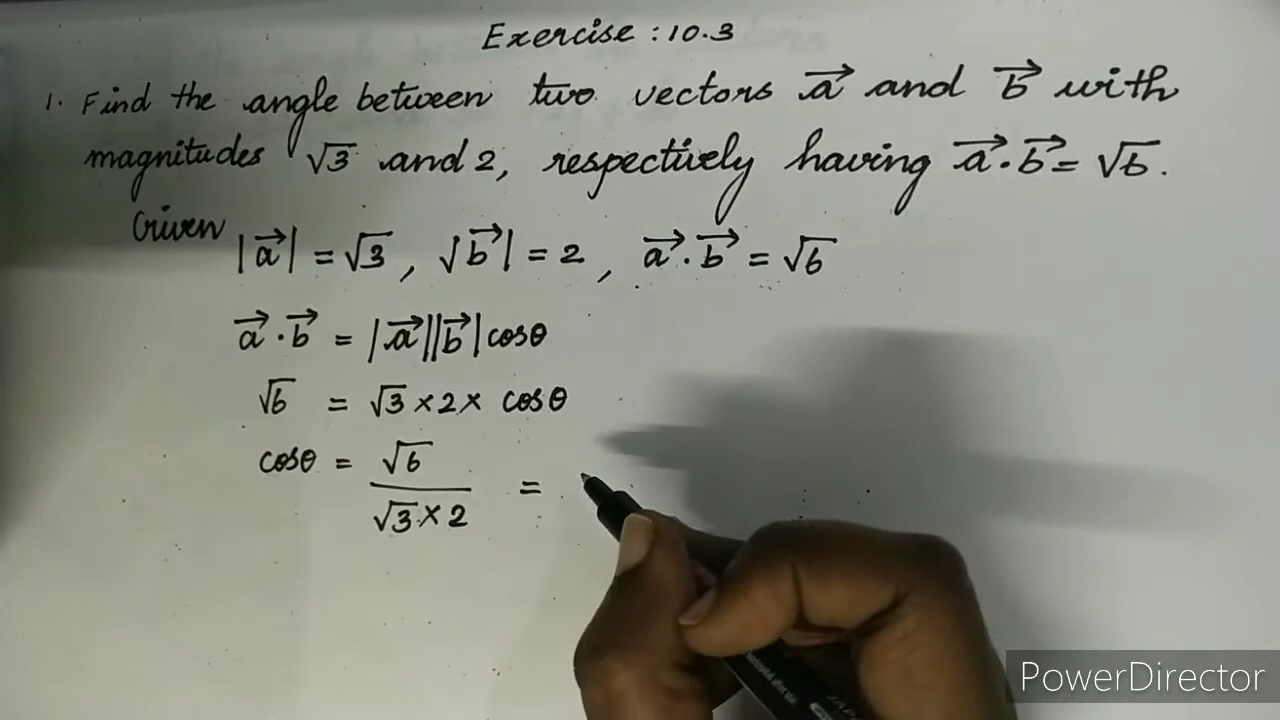 Exercise : 10.3
1. Find the angle between two vectors a⃗ and b⃗ with
magnitudes √3 and 2, respectively having a⃗.b⃗ = √6.
Given |a⃗| = √3, |b⃗| = 2, a⃗.b⃗ = √6
a⃗.b⃗ = |a⃗||b⃗| cosθ
√6 = √3 × 2 × cosθ
cosθ = √6 / √3 × 2 =
PowerDirector